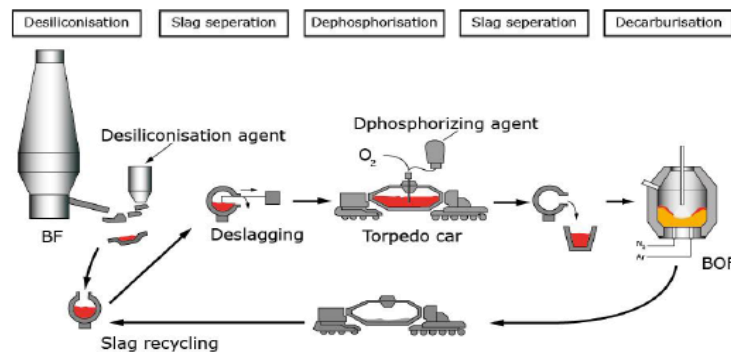 Desiliconisation
Slag seperation
Dephosphorisation
Slag seperation
Decarburisation
Desiliconisation agent
Dphosphorizing agent
O2
BF
Deslagging
Torpedo car
N2
Ar
BOF
Slag recycling